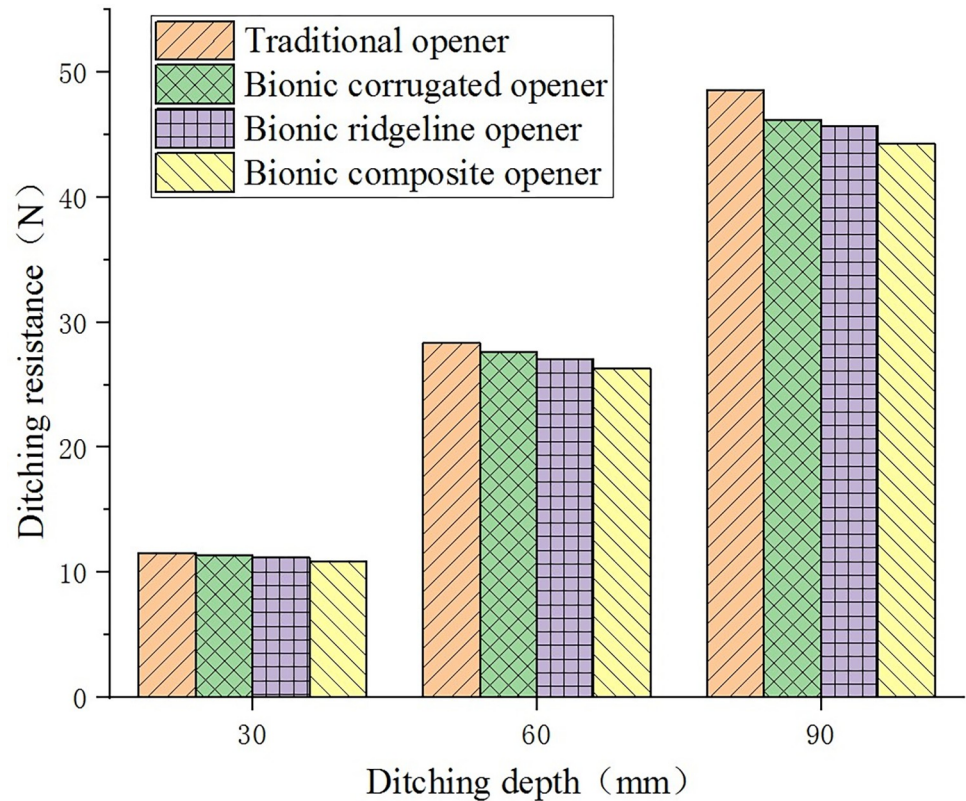 Traditional opener
Bionic corrugated opener
Bionic ridgeline opener
Bionic composite opener
Ditching resistance（N）
50
40
30
20
10
0
30
60
90
Ditching depth（mm）